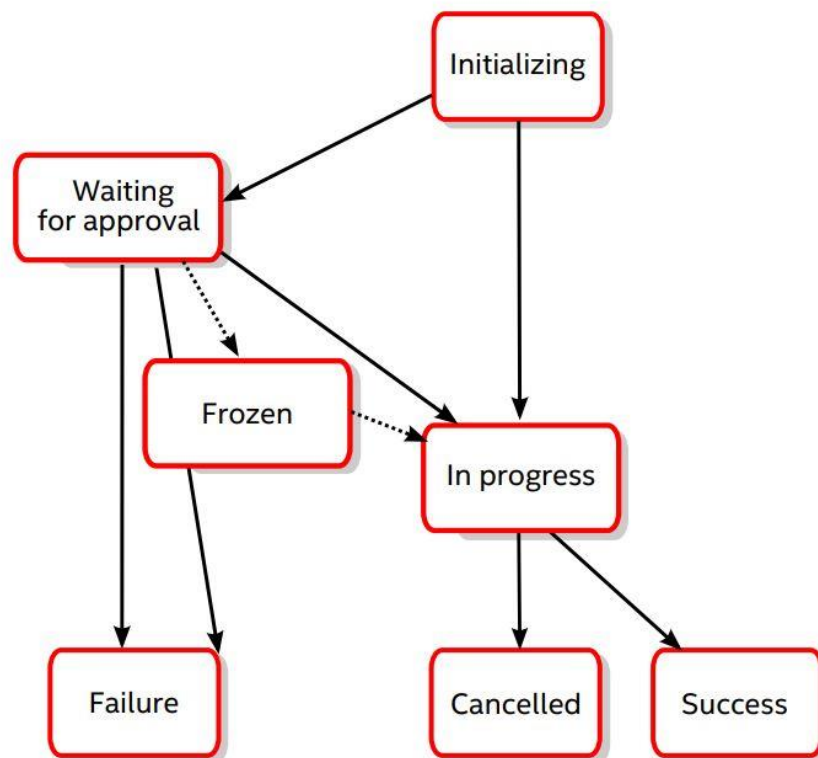 Initializing
Waiting
for approval
Frozen
In progress
Failure
Cancelled
Success